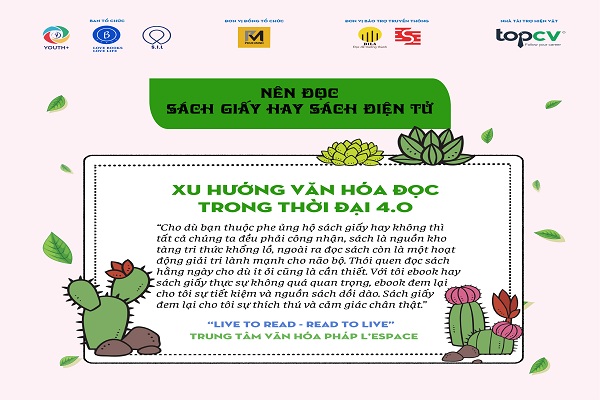 BAN TỔ CHỨC
ĐƠN VỊ ĐỒNG TỔ CHỨC
ĐƠN VỊ BẢO TRỢ TRUYỀN THÔNG
NHÀ TÀI TRỢ HIỆN VẬT
YOUTH+
LOVE BOOKS
LOVE LIFE
S.I.L
DILA
topcv
Follow your career
NÊN ĐỌC
SÁCH GIẤY HAY SÁCH ĐIỆN TỬ
XU HƯỚNG VĂN HÓA ĐỌC
TRONG THỜI ĐẠI 4.0
“Cho dù bạn thuộc phe ủng hộ sách giấy hay không thì
tất cả chúng ta đều phải công nhận, sách là nguồn kho
tàng tri thức khổng lồ, ngoài ra đọc sách còn là một hoạt
động giải trí lành mạnh cho não bộ. Thói quen đọc sách
hằng ngày cho dù ít ỏi cũng là cần thiết. Với tôi ebook hay
sách giấy thực sự không quá quan trọng, ebook đem lại
cho tôi sự tiết kiệm và nguồn sách dồi dào. Sách giấy
đem lại cho tôi sự thích thú và cảm giác chân thật.”
“LIVE TO READ - READ TO LIVE”
TRUNG TÂM VĂN HÓA PHÁP L’ESPACE